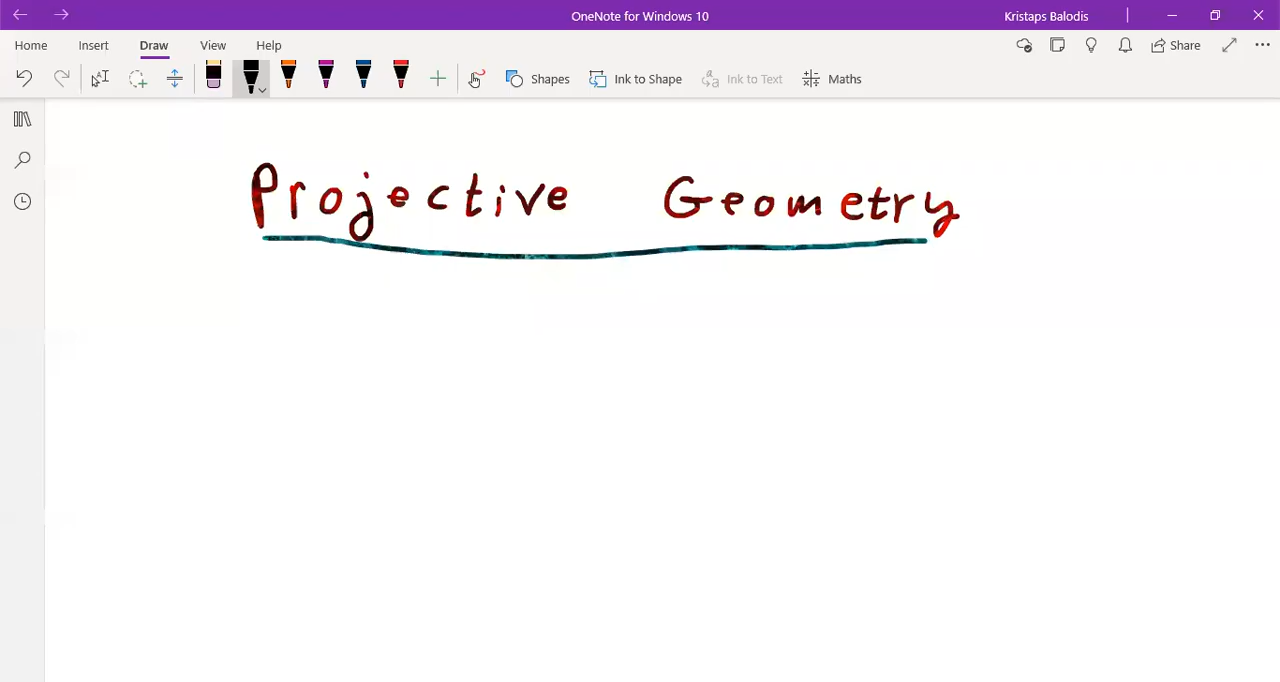 OneNote for Windows 10
Kristaps Balodis
Home Insert Draw View Help
Share
Shapes Ink to Shape Ink to Text Maths
Projective Geometry